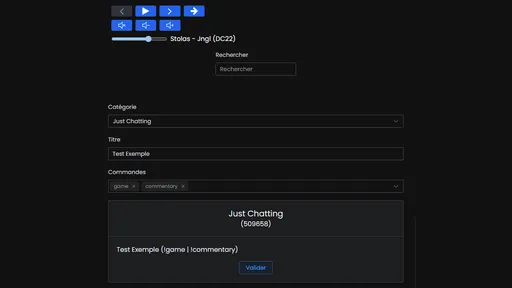 Stolas - Jngl (DC22)
Rechercher
Rechercher
Catégorie
Just Chatting
Titre
Test Exemple
Commandes
game × commentary ×
Just Chatting
(509658)
Test Exemple (!game | !commentary)
Valider